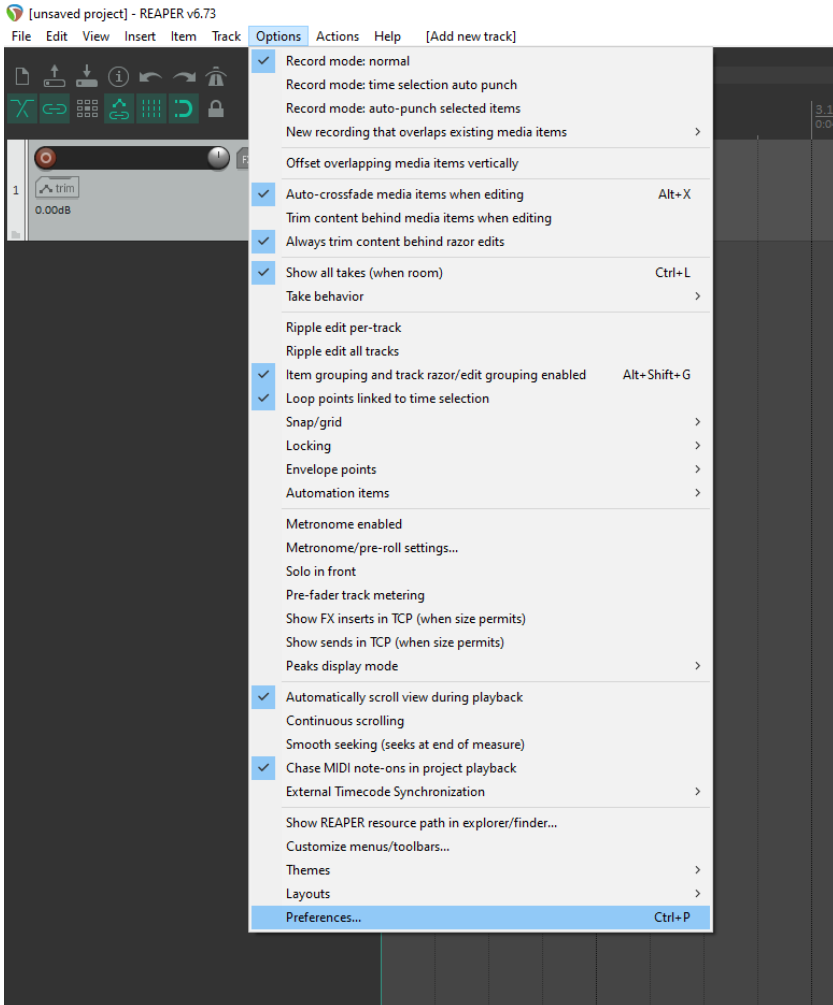 [unsaved project] - REAPER v6.73
File Edit View Insert Item Track Options Actions Help [Add new track]
Record mode: normal
Record mode: time selection auto punch
Record mode: auto-punch selected items
New recording that overlaps existing media items
Offset overlapping media items vertically
Auto-crossfade media items when editing Alt+X
Trim content behind media items when editing
Always trim content behind razor edits
Show all takes (when room) Ctrl+L
Take behavior
Ripple edit per-track
Ripple edit all tracks
Item grouping and track razor/edit grouping enabled Alt+Shift+G
Loop points linked to time selection
Snap/grid
Locking
Envelope points
Automation items
Metronome enabled
Metronome/pre-roll settings...
Solo in front
Pre-fader track metering
Show FX inserts in TCP (when size permits)
Show sends in TCP (when size permits)
Peaks display mode
Automatically scroll view during playback
Continuous scrolling
Smooth seeking (seeks at end of measure)
Chase MIDI note-ons in project playback
External Timecode Synchronization
Show REAPER resource path in explorer/finder...
Customize menus/toolbars...
Themes
Layouts
Preferences... Ctrl+P
1
trim
0.00dB
3.1